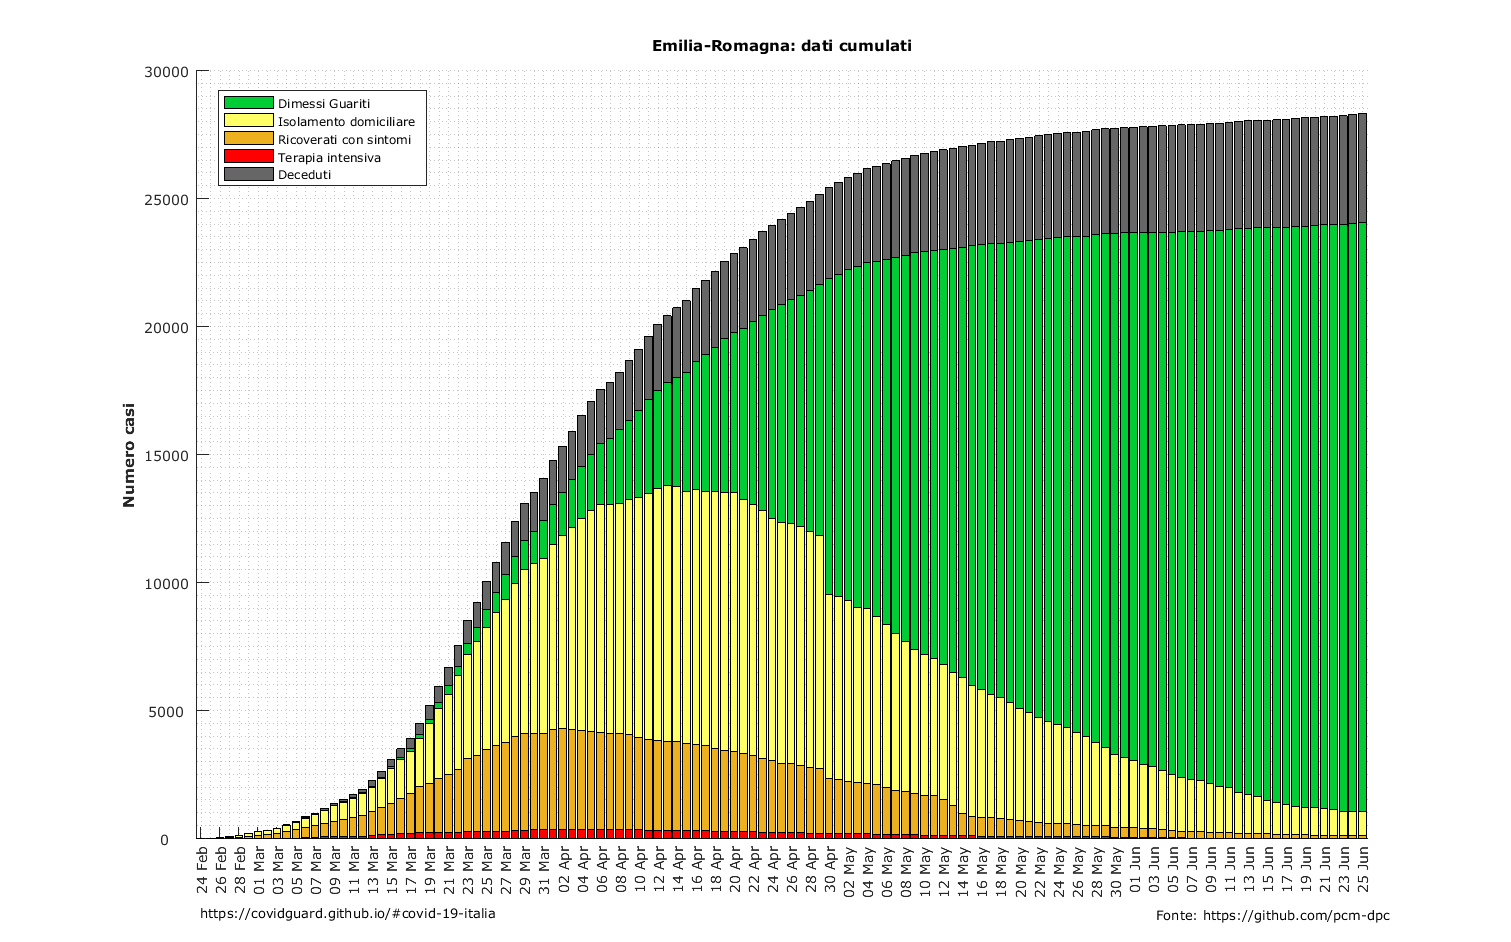 Emilia-Romagna: dati cumulati
30000
25000
20000
15000
10000
5000
0
Numero casi
Dimessi Guariti
Isolamento domiciliare
Ricoverati con sintomi
Terapia intensiva
Deceduti
24 Feb
26 Feb
28 Feb
01 Mar
03 Mar
05 Mar
07 Mar
09 Mar
11 Mar
13 Mar
15 Mar
17 Mar
19 Mar
21 Mar
23 Mar
25 Mar
27 Mar
29 Mar
31 Mar
02 Apr
04 Apr
06 Apr
08 Apr
10 Apr
12 Apr
14 Apr
16 Apr
18 Apr
20 Apr
22 Apr
24 Apr
26 Apr
28 Apr
30 Apr
02 May
04 May
06 May
08 May
10 May
12 May
14 May
16 May
18 May
20 May
22 May
24 May
26 May
28 May
30 May
01 Jun
03 Jun
05 Jun
07 Jun
09 Jun
11 Jun
13 Jun
15 Jun
17 Jun
19 Jun
21 Jun
23 Jun
25 Jun
https://covidguard.github.io/#covid-19-italia
Fonte: https://github.com/pcm-dpc